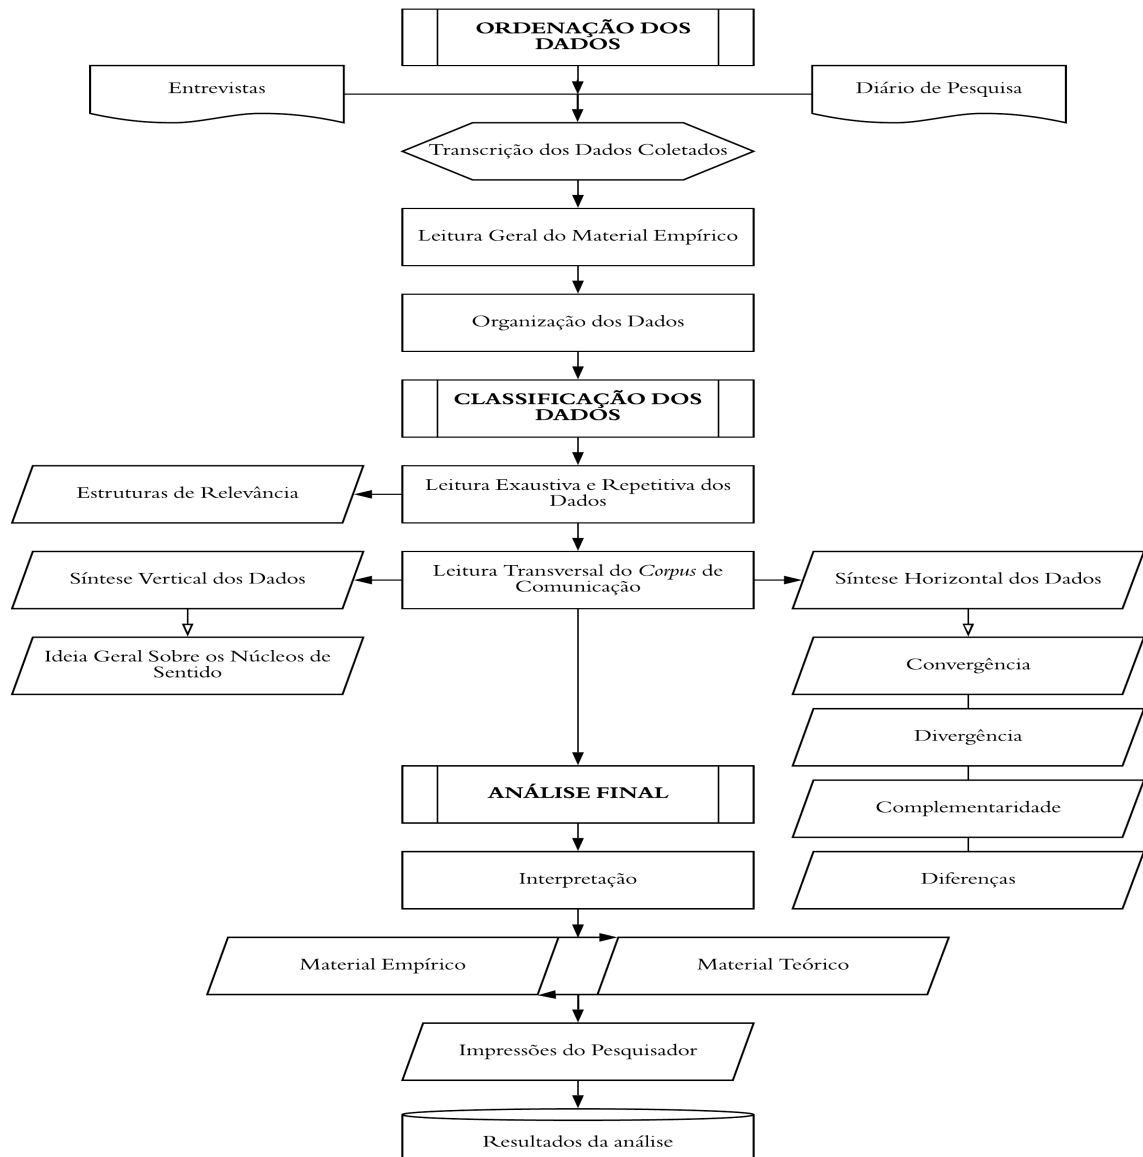 ORDENAÇÃO DOS
DADOS
Entrevistas
Diário de Pesquisa
Transcrição dos Dados Coletados
Leitura Geral do Material Empírico
Organização dos Dados
CLASSIFICAÇÃO DOS
DADOS
Estruturas de Relevância
Leitura Exaustiva e Repetitiva dos
Dados
Síntese Vertical dos Dados
Leitura Transversal do Corpus de
Comunicação
Síntese Horizontal dos Dados
Ideia Geral Sobre os Núcleos de
Sentido
Convergência
Divergência
ANÁLISE FINAL
Complementaridade
Interpretação
Diferenças
Material Empírico
Material Teórico
Impressões do Pesquisador
Resultados da análise